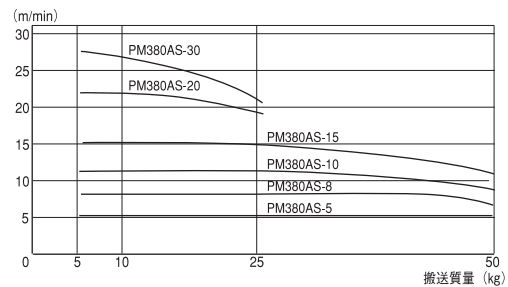 (m/min)
30
25
20
15
10
5
0
PM380AS-30
PM380AS-20
PM380AS-15
PM380AS-10
PM380AS-8
PM380AS-5
5 10 25 50
搬送質量 (kg)